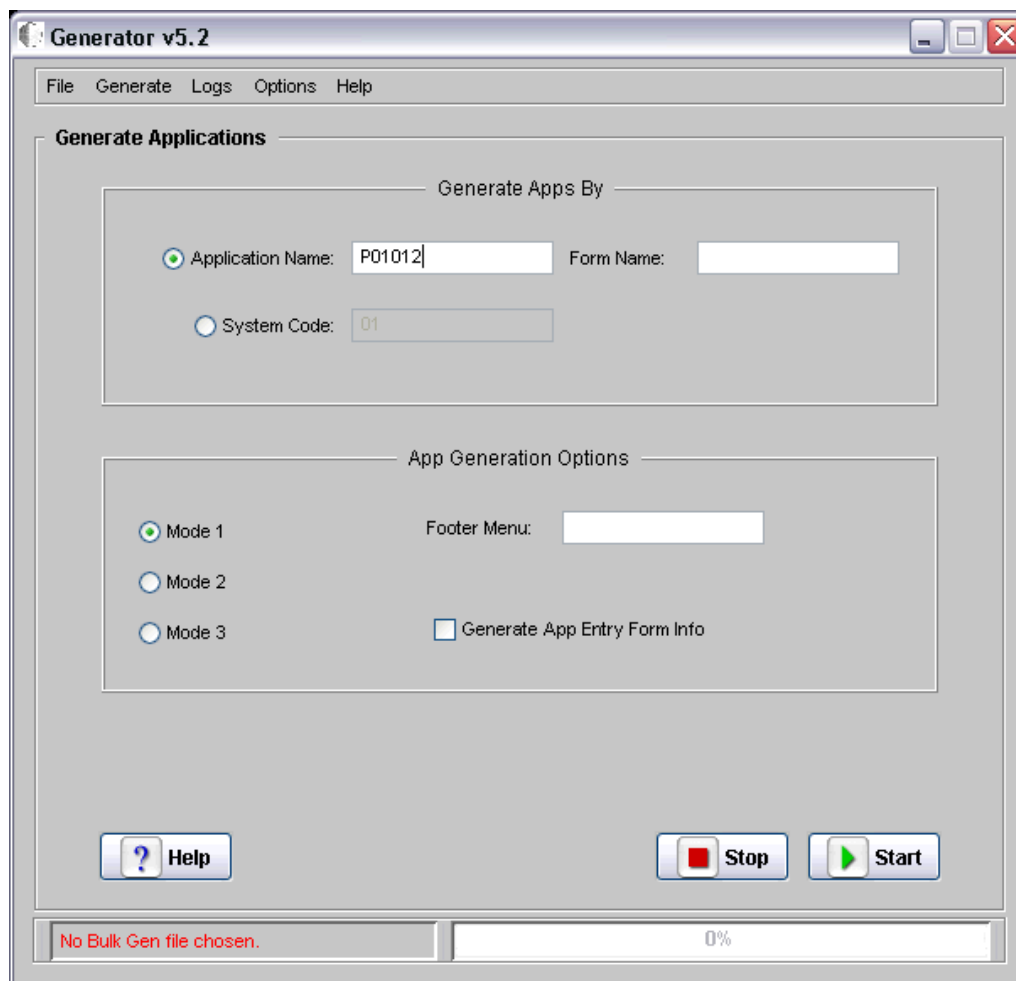 Generator v5.2
File Generate Logs Options Help
Generate Applications
Generate Apps By
Application Name: P01012 Form Name:
System Code: 01
App Generation Options
Mode 1 Footer Menu:
Mode 2
Mode 3 Generate App Entry Form Info
? Help Stop Start
No Bulk Gen file chosen. 0%